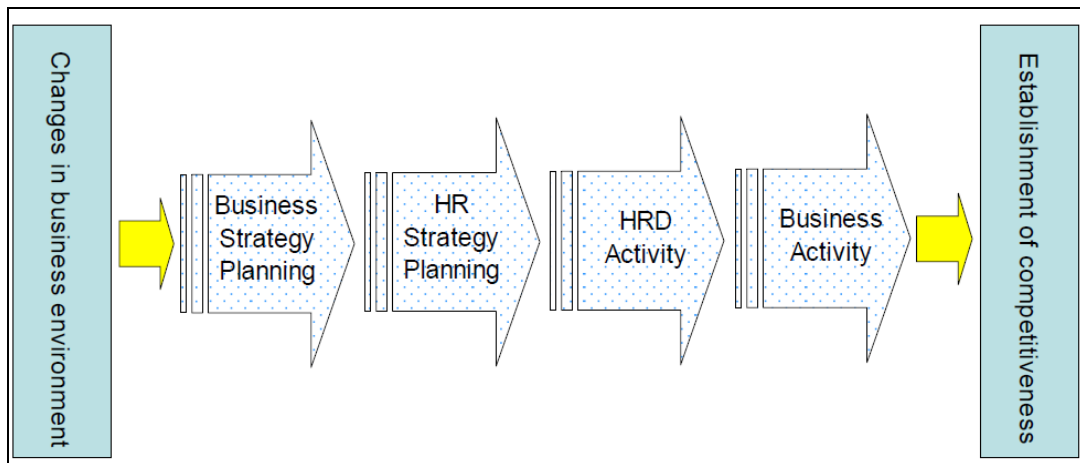 Changes in business environment
Business
Strategy
Planning
HR
Strategy
Planning
HRD
Activity
Business
Activity
Establishment of competitiveness